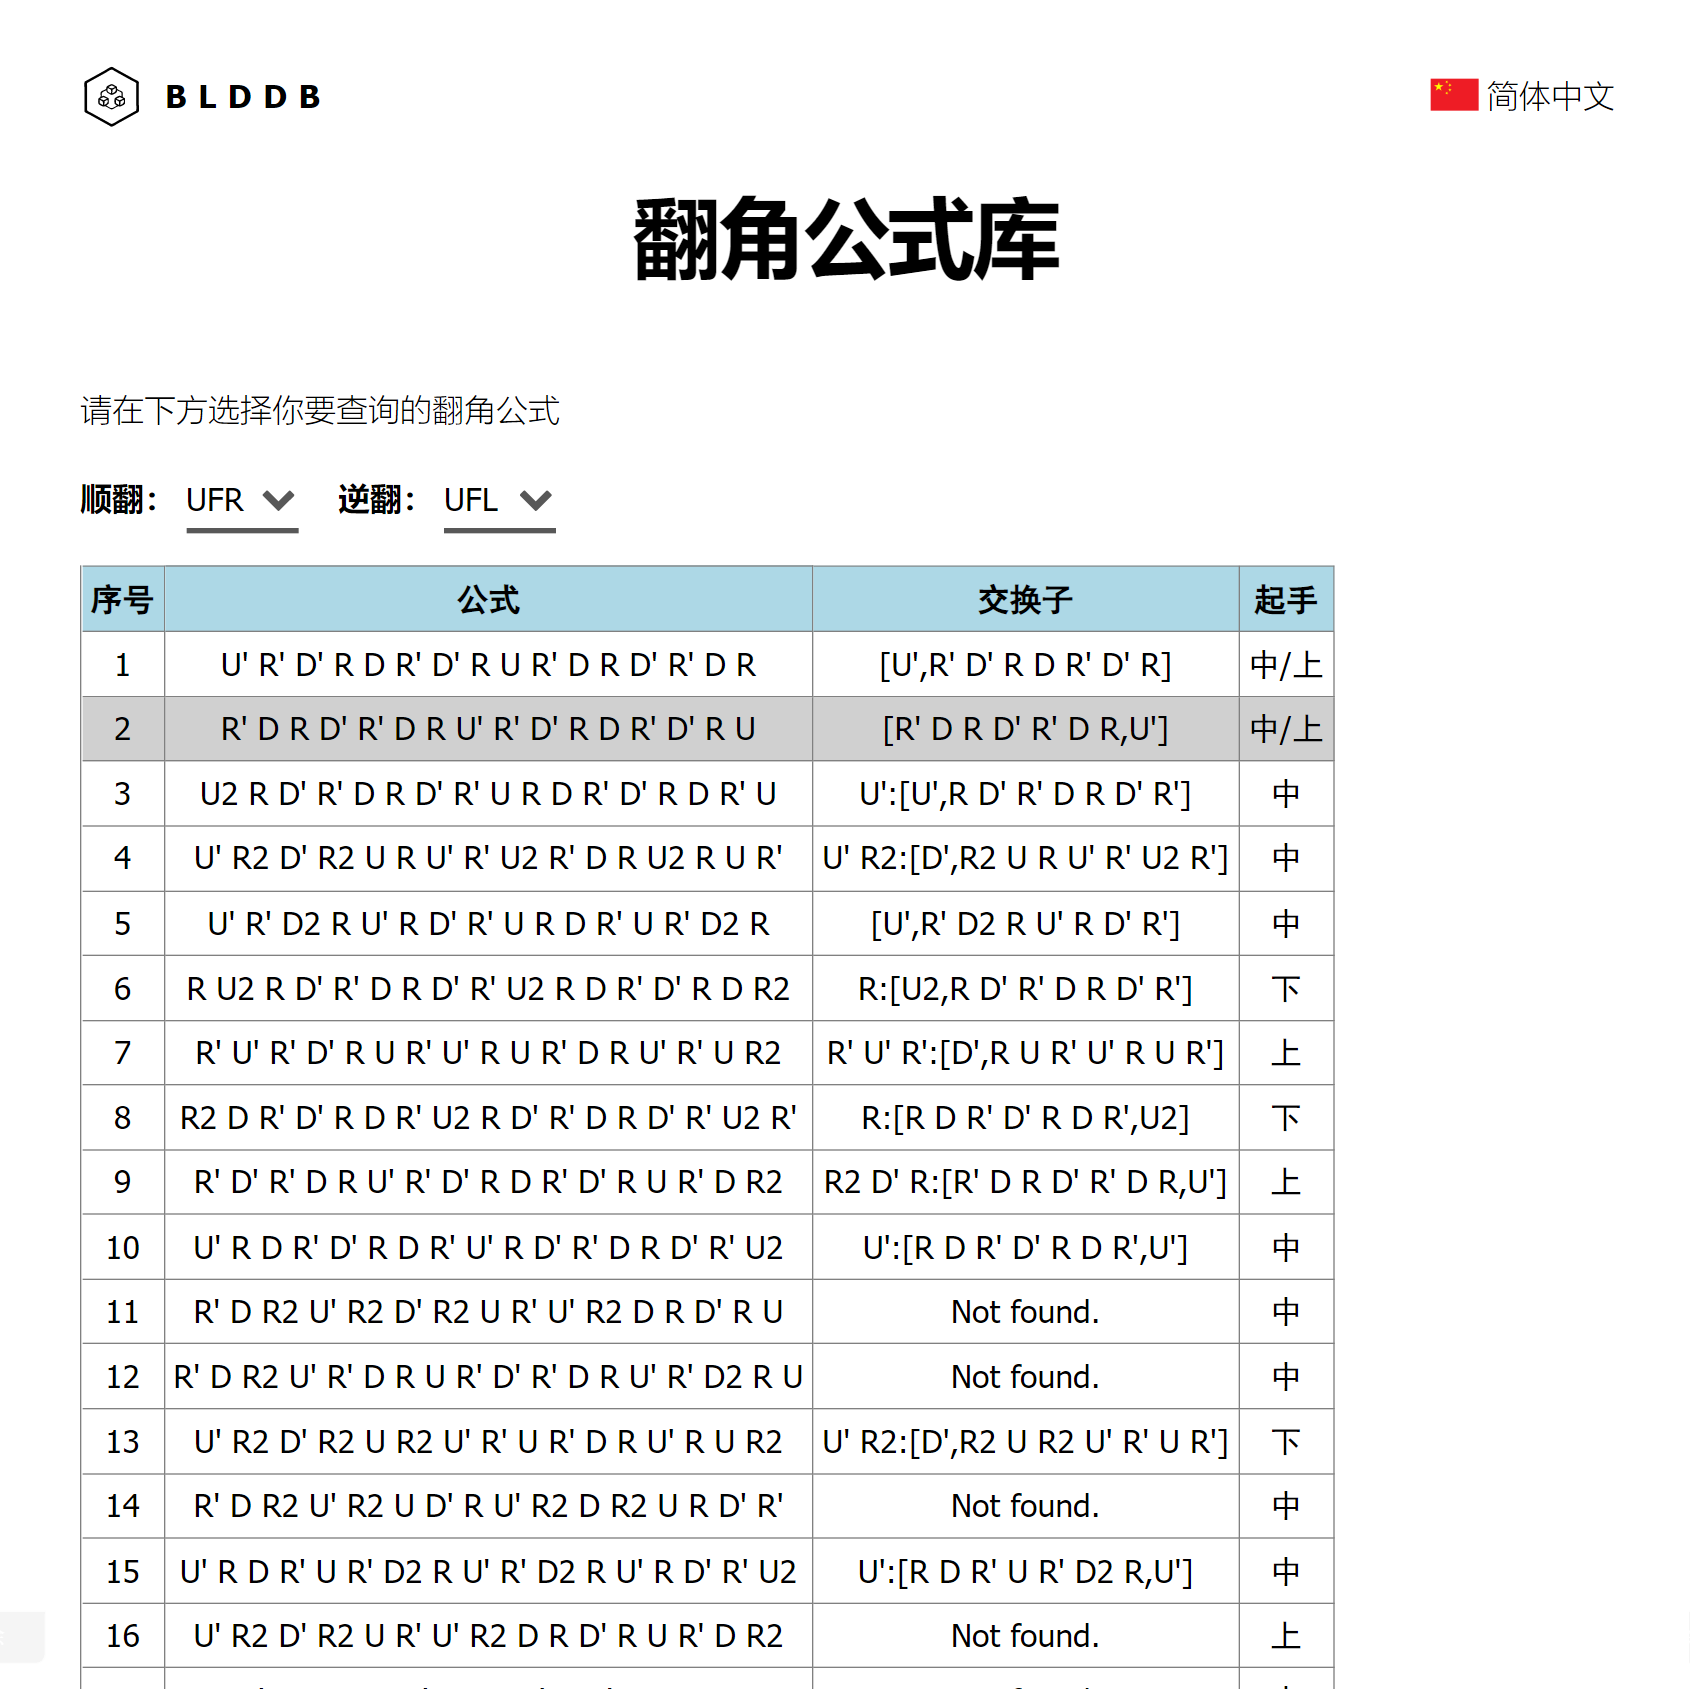 BLDDB
简体中文
翻角公式库
请在下方选择你要查询的翻角公式
顺翻： UFR 逆翻： UFL
序号 公式 交换子 起手
1 U' R' D' R D R' D' R U R' D R D' R' D R [U',R' D' R D R' D' R] 中/上
2 R' D R D' R' D R U' R' D' R D R' D' R U [R' D R D' R' D R,U'] 中/上
3 U2 R D' R' D R D' R' U R D R' D' R D R' U U':[U',R D' R' D R D' R'] 中
4 U' R2 D' R2 U R U' R' U2 R' D R U2 R U R' U' R2:[D',R2 U R U' R' U2 R'] 中
5 U' R' D2 R U' R D' R' U R D R' U R' D2 R [U',R' D2 R U' R D' R'] 中
6 R U2 R D' R' D R D' R' U2 R D R' D' R D R2 R:[U2,R D' R' D R D' R'] 下
7 R' U' R' D' R U R' U' R U R' D R U' R' U R2 R' U' R':[D',R U R' U' R U R'] 上
8 R2 D R' D' R D R' U2 R D' R' D R D' R' U2 R' R:[R D R' D' R D R',U2] 下
9 R' D' R' D R U' R' D' R D R' D' R U R' D R2 R2 D' R:[R' D R D' R' D R,U'] 上
10 U' R D R' D' R D R' U' R D' R' D R D' R' U2 U':[R D R' D' R D R',U'] 中
11 R' D R2 U' R2 D' R2 U R' U' R2 D R D' R U Not found. 中
12 R' D R2 U' R' D R U R' D' R' D R U' R' D2 R U Not found. 中
13 U' R2 D' R2 U R2 U' R' U R' D R U' R U R2 U' R2:[D',R2 U R2 U' R' U R'] 下
14 R' D R2 U' R2 U D' R U' R2 D R2 U R D' R' Not found. 中
15 U' R D R' U R' D2 R U' R' D2 R U' R D' R' U2 U':[R D R' U R' D2 R,U'] 中
16 U' R2 D' R2 U R' U' R2 D R D' R U R' D R2 Not found. 上